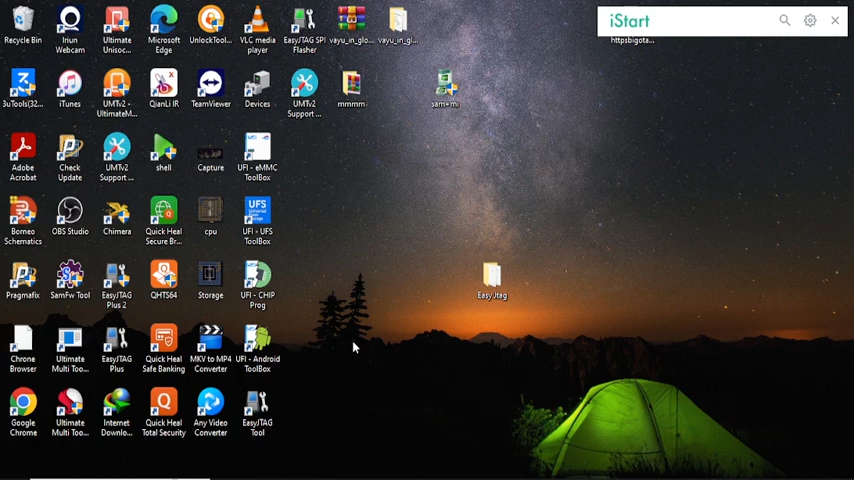 iStart
Recycle Bin
Iriun
Webcam
Ultimate
Unisoc...
Microsoft
Edge
UnlockTool...
VLC media
player
EasyJTAG SPI
Flasher
vayu_in_glo...
vayu_in_gl...
httpsbigota...
3uTools(32...
iTunes
UMTv2 -
UltimateM...
QianLi IR
TeamViewer
Devices
UMTv2
Support ...
mmmm
sam+mi
Adobe
Acrobat
Check
Update
UMTv2
Support ...
shell
Capture
UFI - eMMC
ToolBox
Borneo
Schematics
OBS Studio
Chimera
Quick Heal
Secure Br...
cpu
UFS
UFI - UFS
ToolBox
Pragmafix
SamFw Tool
EasyJTAG
Plus 2
QHTS64
Storage
UFI - CHIP
Prog
Easy Jtag
Chrome
Browser
Ultimate
Multi Too...
EasyJTAG
Plus
Quick Heal
Safe Banking
MKV to MP4
Converter
UFI - Android
ToolBox
Google
Chrome
Ultimate
Multi Too...
Internet
Downlo...
Quick Heal
Total Security
Any Video
Converter
EasyJTAG
Tool